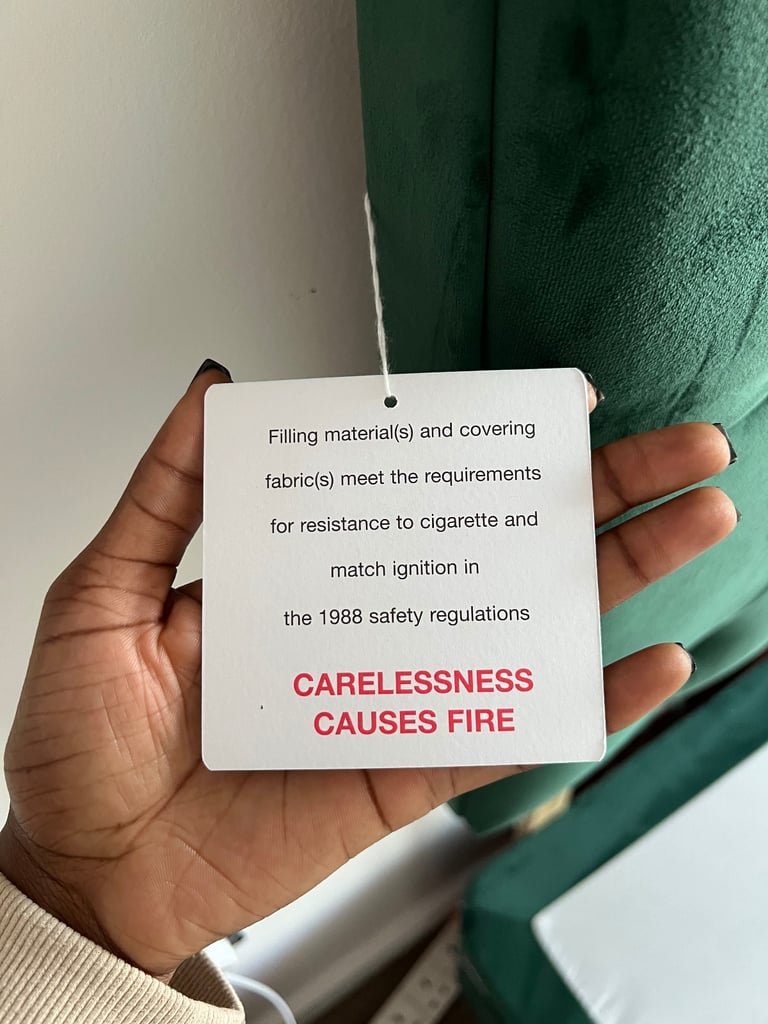 Filling material(s) and covering
fabric(s) meet the requirements
for resistance to cigarette and
match ignition in
the 1988 safety regulations
CARELESSNESS
CAUSES FIRE